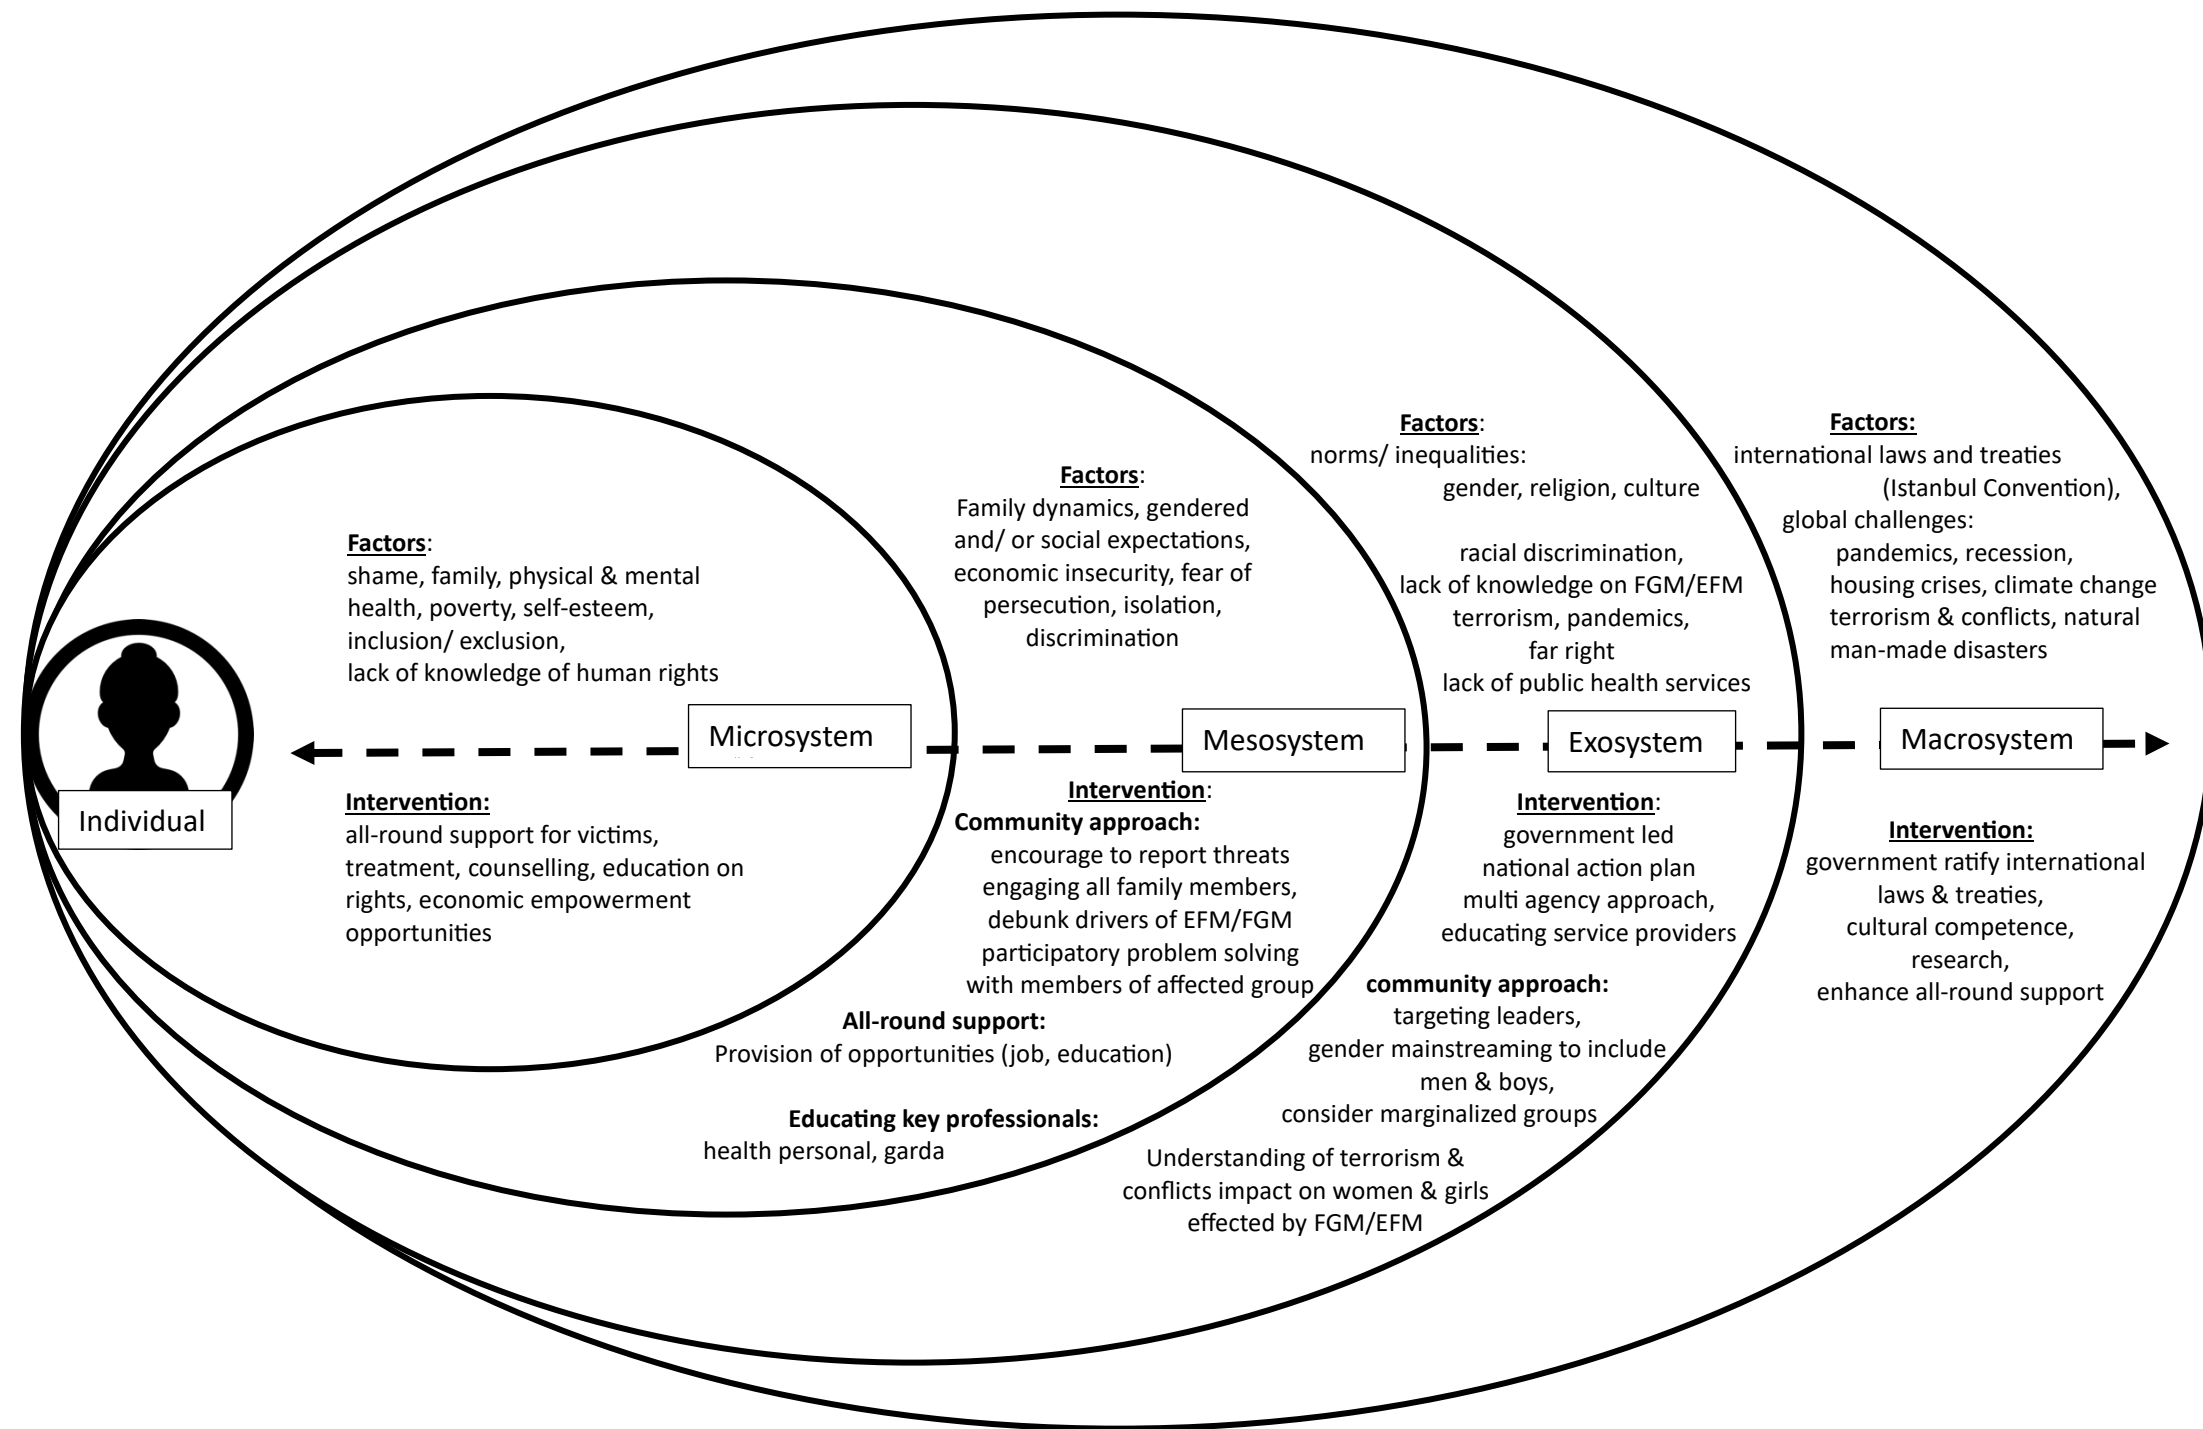 Factors:
shame, family, physical & mental
health, poverty, self-esteem,
inclusion/ exclusion,
lack of knowledge of human rights
Individual
Microsystem
Intervention:
all-round support for victims,
treatment, counselling, education on
rights, economic empowerment
opportunities
Factors:
Family dynamics, gendered
and/ or social expectations,
economic insecurity, fear of
persecution, isolation,
discrimination
Mesosystem
Intervention:
Community approach:
encourage to report threats
engaging all family members,
debunk drivers of EFM/FGM
participatory problem solving
with members of affected group
All-round support:
Provision of opportunities (job, education)
Educating key professionals:
health personal, garda
Factors:
norms/ inequalities:
gender, religion, culture
racial discrimination,
lack of knowledge on FGM/EFM
terrorism, pandemics,
far right
lack of public health services
Exosystem
Intervention:
government led
national action plan
multi agency approach,
educating service providers
community approach:
targeting leaders,
gender mainstreaming to include
men & boys,
consider marginalized groups
Understanding of terrorism &
conflicts impact on women & girls
effected by FGM/EFM
Factors:
international laws and treaties
(Istanbul Convention),
global challenges:
pandemics, recession,
housing crises, climate change
terrorism & conflicts, natural
man-made disasters
Macrosystem
Intervention:
government ratify international
laws & treaties,
cultural competence,
research,
enhance all-round support